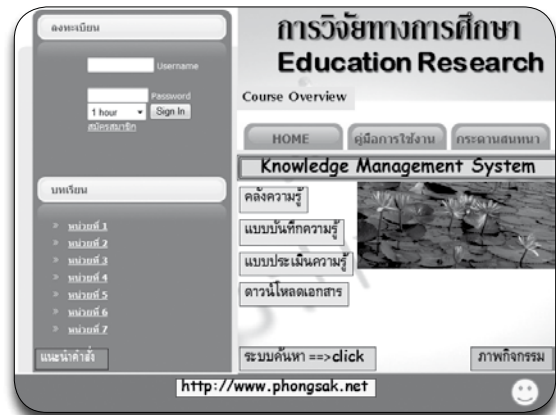 ลงทะเบียน
Username
Password
1 hour
Sign In
สมัครสมาชิก
บทเรียน
หน่วยที่ 1
หน่วยที่ 2
หน่วยที่ 3
หน่วยที่ 4
หน่วยที่ 5
หน่วยที่ 6
หน่วยที่ 7
แนะนำคำสั่ง
การวิจัยทางการศึกษา
Education Research
Course Overview
HOME คู่มือการใช้งาน กระดานสนทนา
Knowledge Management System
คลังความรู้
แบบบันทึกความรู้
แบบประเมินความรู้
ดาวน์โหลดเอกสาร
ระบบค้นหา ==>click
ภาพกิจกรรม
http://www.phongsak.net